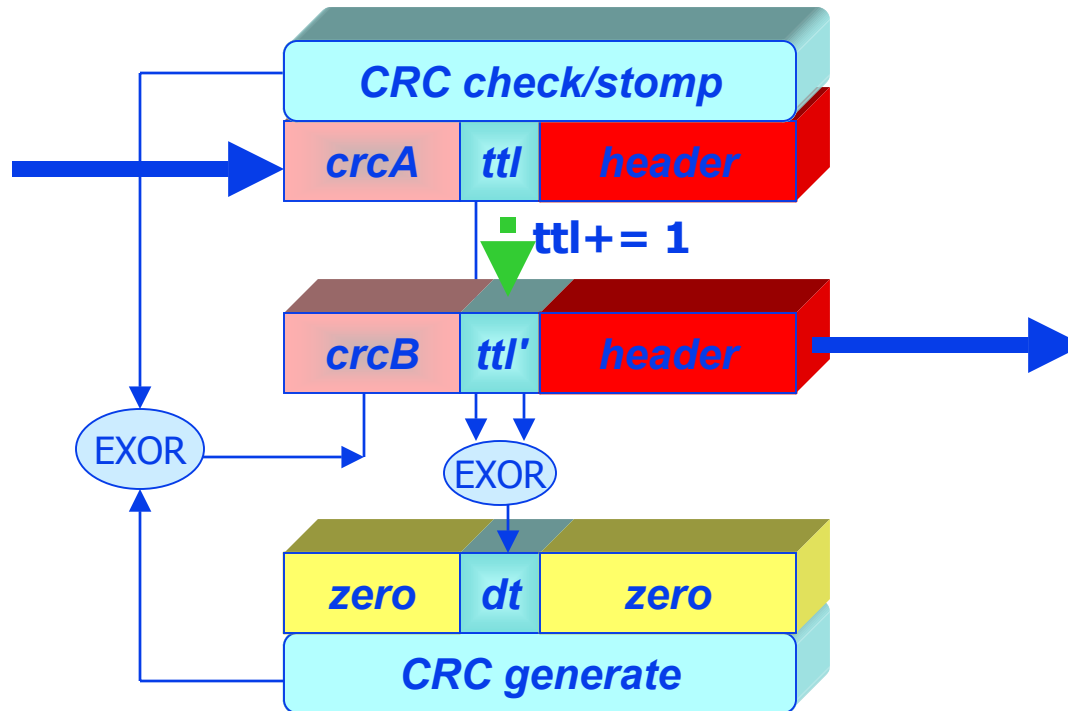 CRC check/stomp
crcA ttl header
ttl+= 1
crcB ttl' header
EXOR
EXOR
zero dt zero
CRC generate